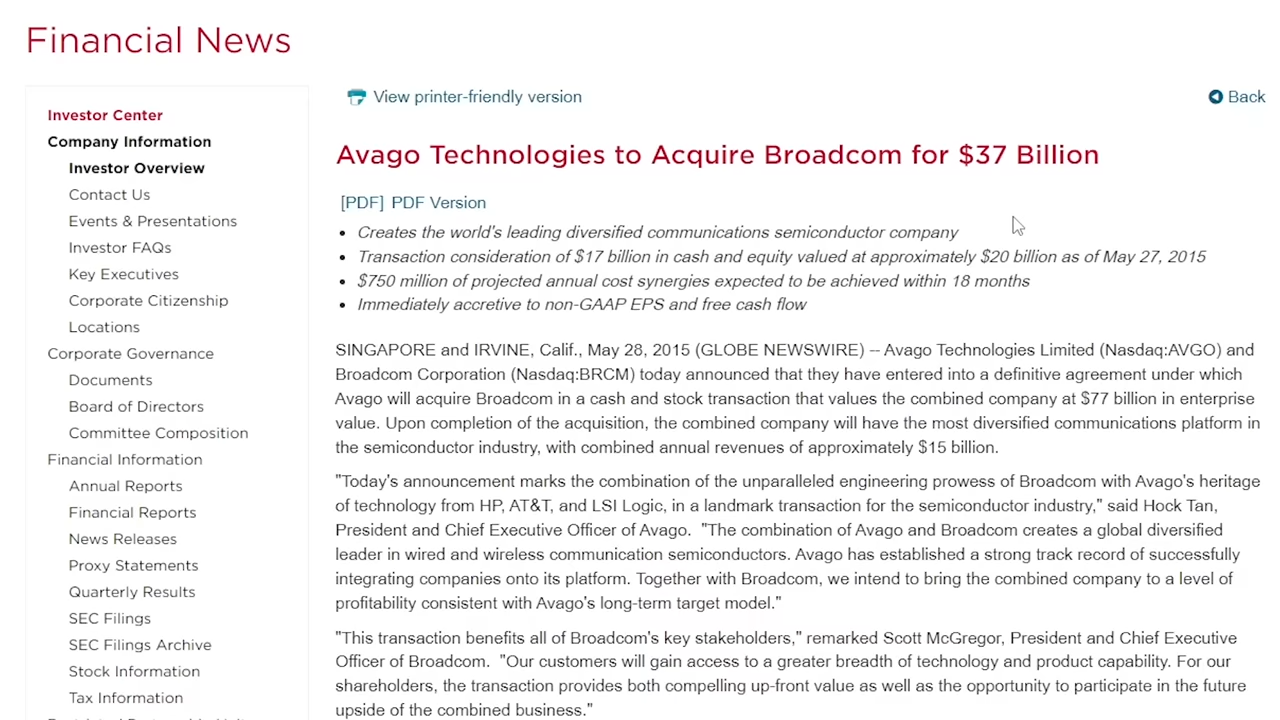 Financial News
Investor Center
Company Information
Investor Overview
Contact Us
Events & Presentations
Investor FAQs
Key Executives
Corporate Citizenship
Locations
Corporate Governance
Documents
Board of Directors
Committee Composition
Financial Information
Annual Reports
Financial Reports
News Releases
Proxy Statements
Quarterly Results
SEC Filings
SEC Filings Archive
Stock Information
Tax Information
View printer-friendly version
Back
Avago Technologies to Acquire Broadcom for $37 Billion
[PDF] PDF Version
• Creates the world's leading diversified communications semiconductor company
• Transaction consideration of $17 billion in cash and equity valued at approximately $20 billion as of May 27, 2015
• $750 million of projected annual cost synergies expected to be achieved within 18 months
• Immediately accretive to non-GAAP EPS and free cash flow
SINGAPORE and IRVINE, Calif., May 28, 2015 (GLOBE NEWSWIRE) -- Avago Technologies Limited (Nasdaq:AVGO) and
Broadcom Corporation (Nasdaq:BRCM) today announced that they have entered into a definitive agreement under which
Avago will acquire Broadcom in a cash and stock transaction that values the combined company at $77 billion in enterprise
value. Upon completion of the acquisition, the combined company will have the most diversified communications platform in
the semiconductor industry, with combined annual revenues of approximately $15 billion.
"Today's announcement marks the combination of the unparalleled engineering prowess of Broadcom with Avago's heritage
of technology from HP, AT&T, and LSI Logic, in a landmark transaction for the semiconductor industry," said Hock Tan,
President and Chief Executive Officer of Avago. "The combination of Avago and Broadcom creates a global diversified
leader in wired and wireless communication semiconductors. Avago has established a strong track record of successfully
integrating companies onto its platform. Together with Broadcom, we intend to bring the combined company to a level of
profitability consistent with Avago's long-term target model."
"This transaction benefits all of Broadcom's key stakeholders," remarked Scott McGregor, President and Chief Executive
Officer of Broadcom. "Our customers will gain access to a greater breadth of technology and product capability. For our
shareholders, the transaction provides both compelling up-front value as well as the opportunity to participate in the future
upside of the combined business."